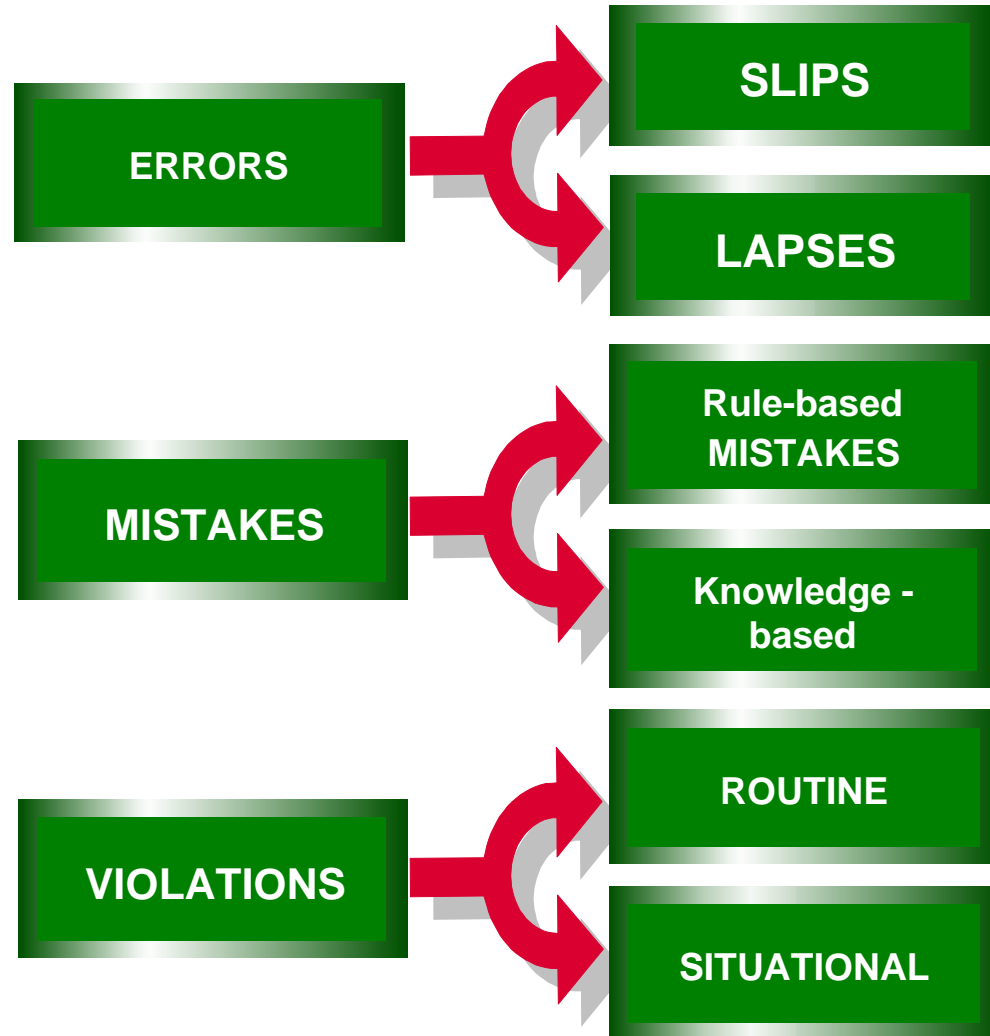 ERRORS
SLIPS
LAPSES
MISTAKES
Rule-based
MISTAKES
Knowledge -
based
VIOLATIONS
ROUTINE
SITUATIONAL